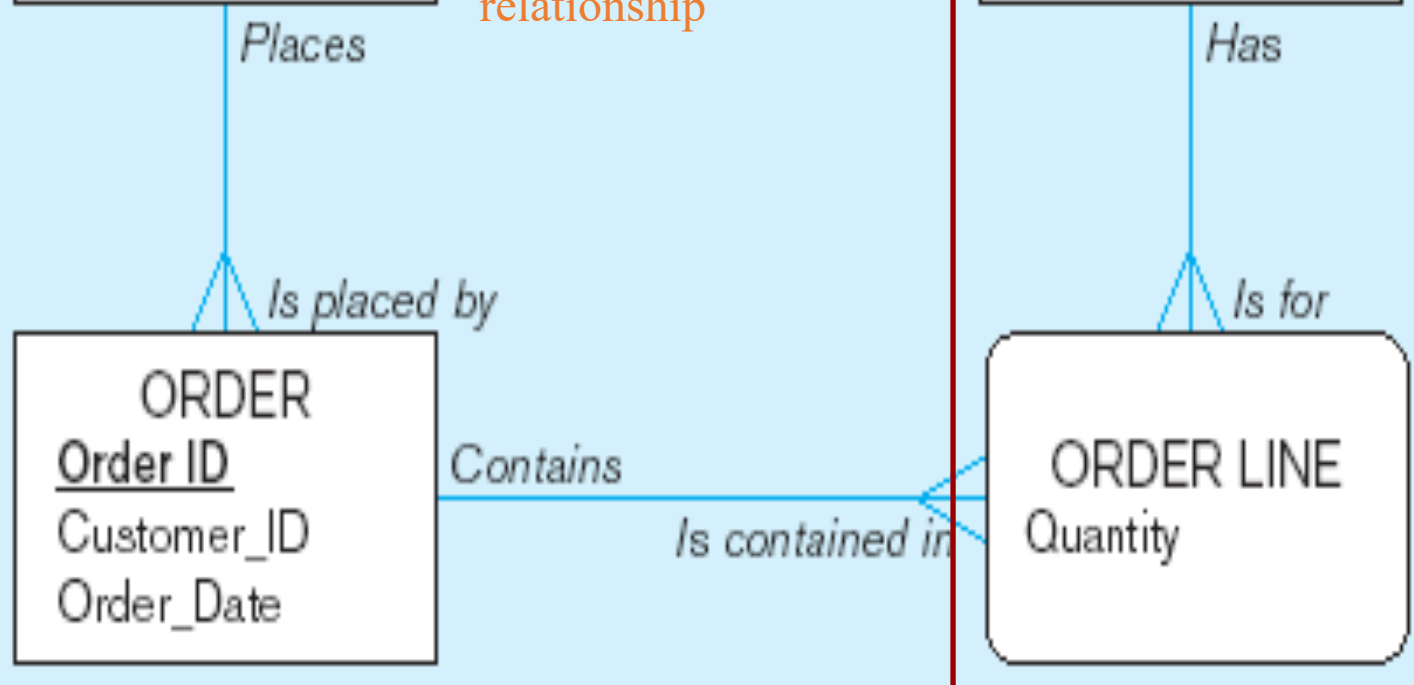 relationship
Places
Has
Is placed by
Is for
ORDER
Order ID
Customer_ID
Order_Date
Contains
Is contained in
ORDER LINE
Quantity